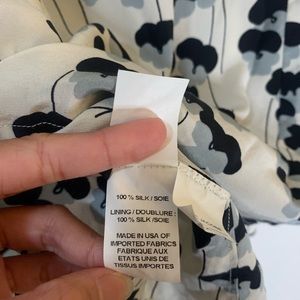 100 % SILK / SOIE
LINING / DOUBLURE :
100 % SILK / SOIE
MADE IN USA OF
IMPORTED FABRICS
FABRIQUE AUX
ETATS UNIS DE
TISSUS IMPORTES